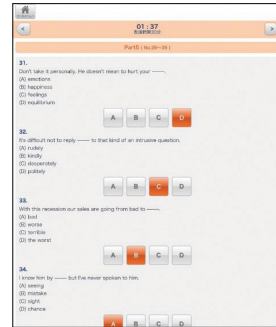 01 : 37
Part5 ( No.29~35 )
31.
Don't take it personally. He doesn't mean to hurt your ——.
(A) emotions
(B) happiness
(C) feelings
(D) equilibrium
A B C D
32.
It's difficult not to reply —— to that kind of an intrusive question.
(A) rudely
(B) kindly
(C) desperately
(D) politely
A B C D
33.
With this recession our sales are going from bad to ——.
(A) bad
(B) worse
(C) terrible
(D) the worst
A B C D
34.
I know him by —— but I've never spoken to him.
(A) seeing
(B) mistake
(C) sight
(D) chance
A B C D